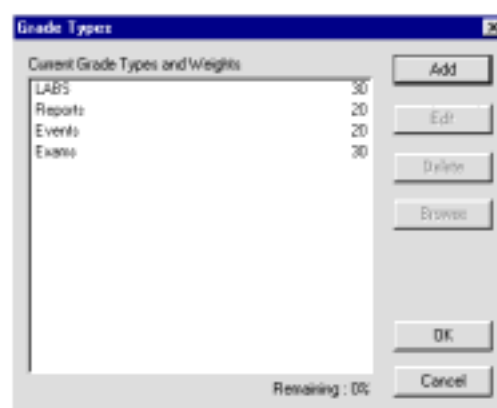 Grade Types
Current Grade Types and Weights
LABS 30
Reports 20
Events 20
Exams 30
Add
Edit
Delete
Browse
OK
Cancel
Remaining : 0%